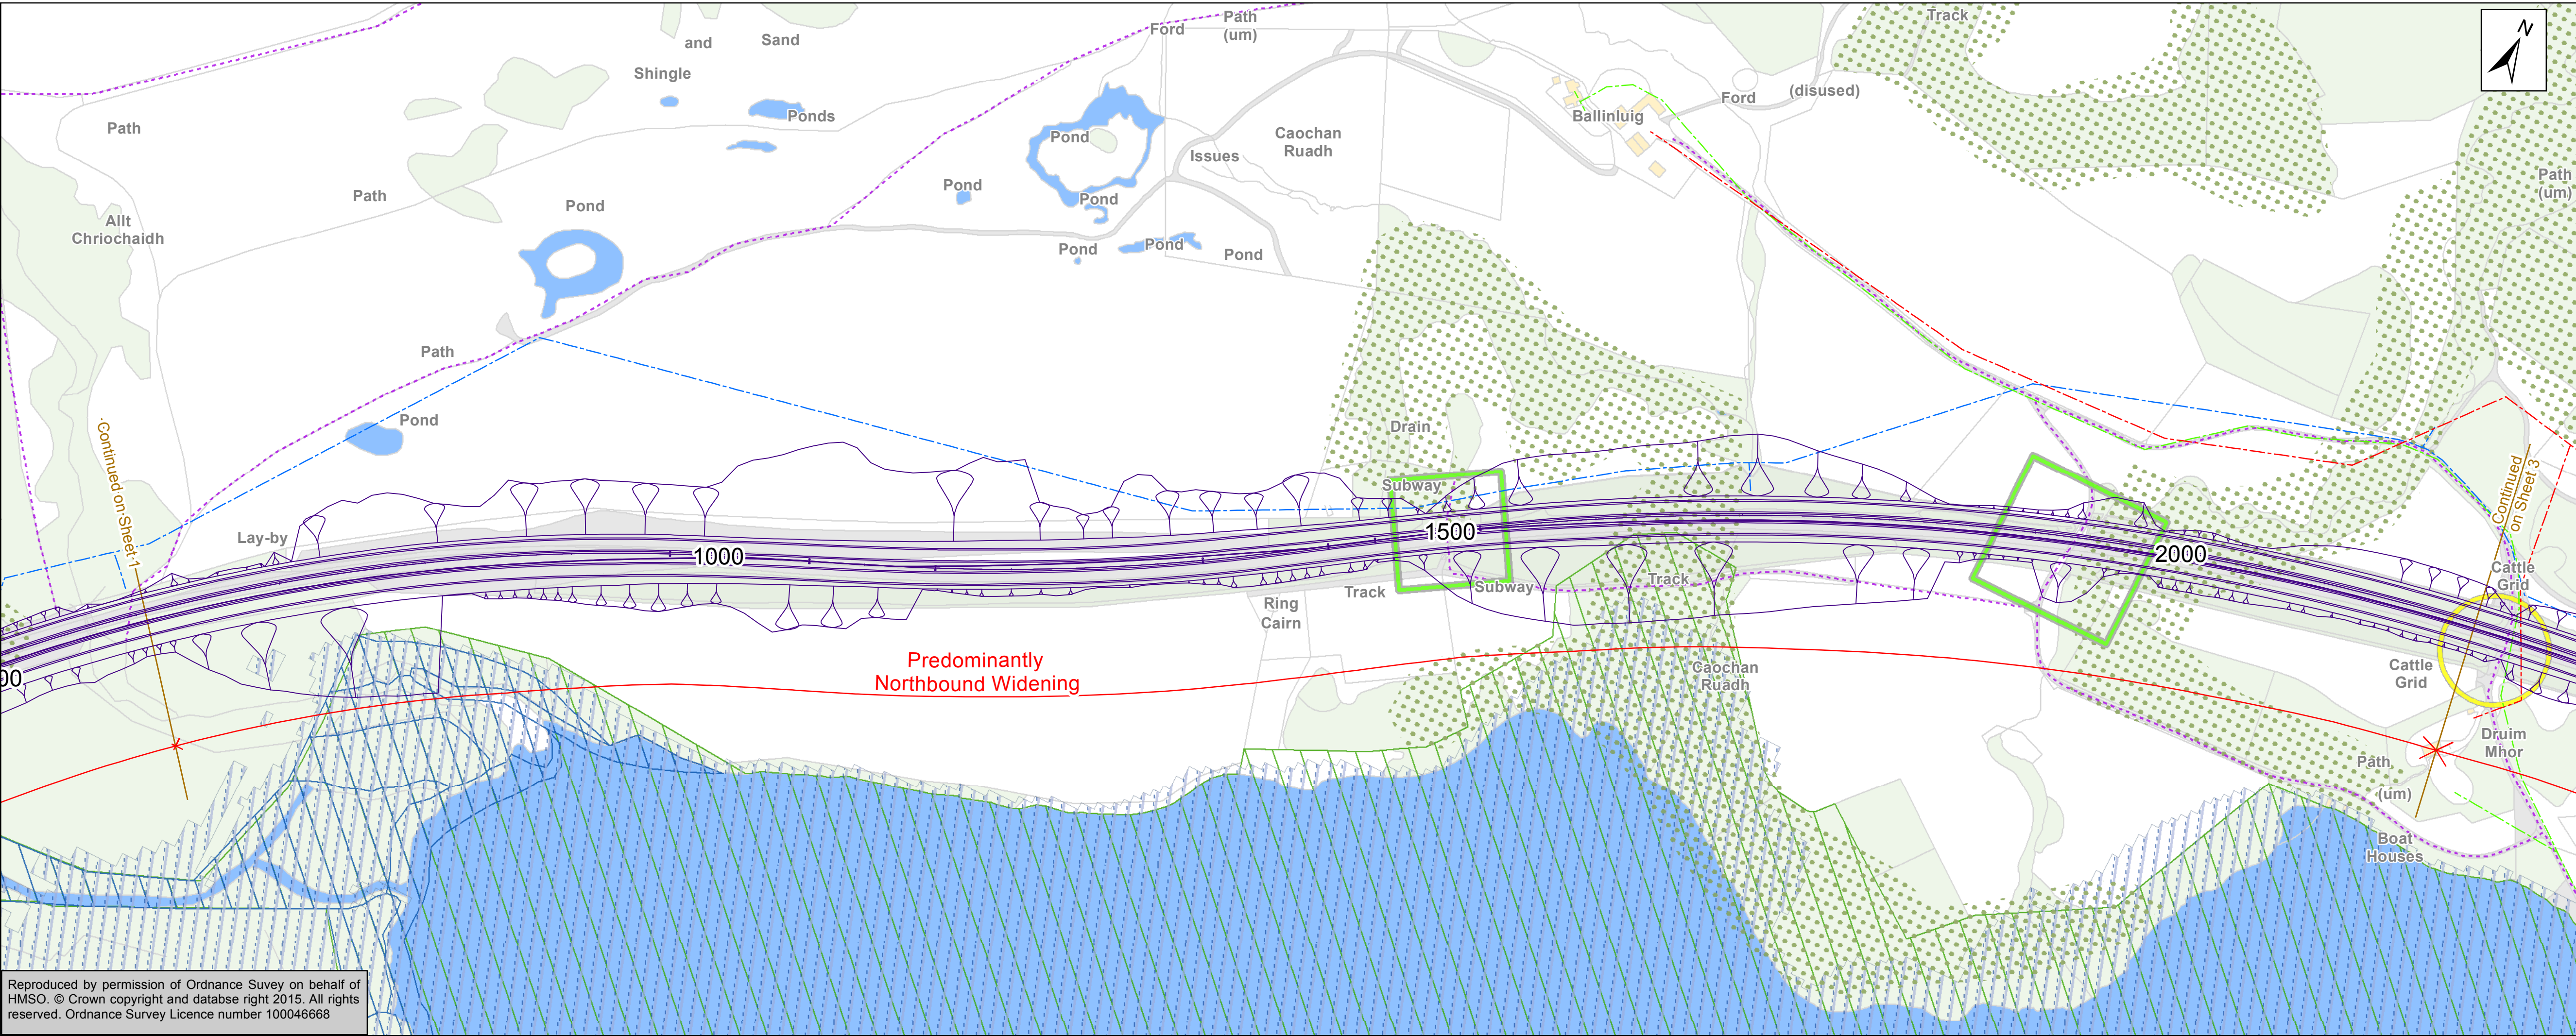 Track
Path
(um)
Ford
Sand
and
Shingle
N
Ponds
Path
Pond
Caochan
Ruadh
Issues
Ballinluig
Ford
(disused)
Path
(um)
Path
Pond
Pond
Pond
Allt
Chriochaidh
Pond
Pond
Pond
Path
Pond
Drain
Continued on Sheet 1
Continued
on Sheet 3
Subway
Lay-by
1000
1500
2000
Cattle
Grid
Track
Subway
Track
Ring
Cairn
Predominantly
Northbound Widening
Caochan
Ruadh
Cattle
Grid
00
Druim
Mhor
Path
(um)
Boat
Houses
Reproduced by permission of Ordnance Suvey on behalf of
HMSO. © Crown copyright and databse right 2015. All rights
reserved. Ordnance Survey Licence number 100046668